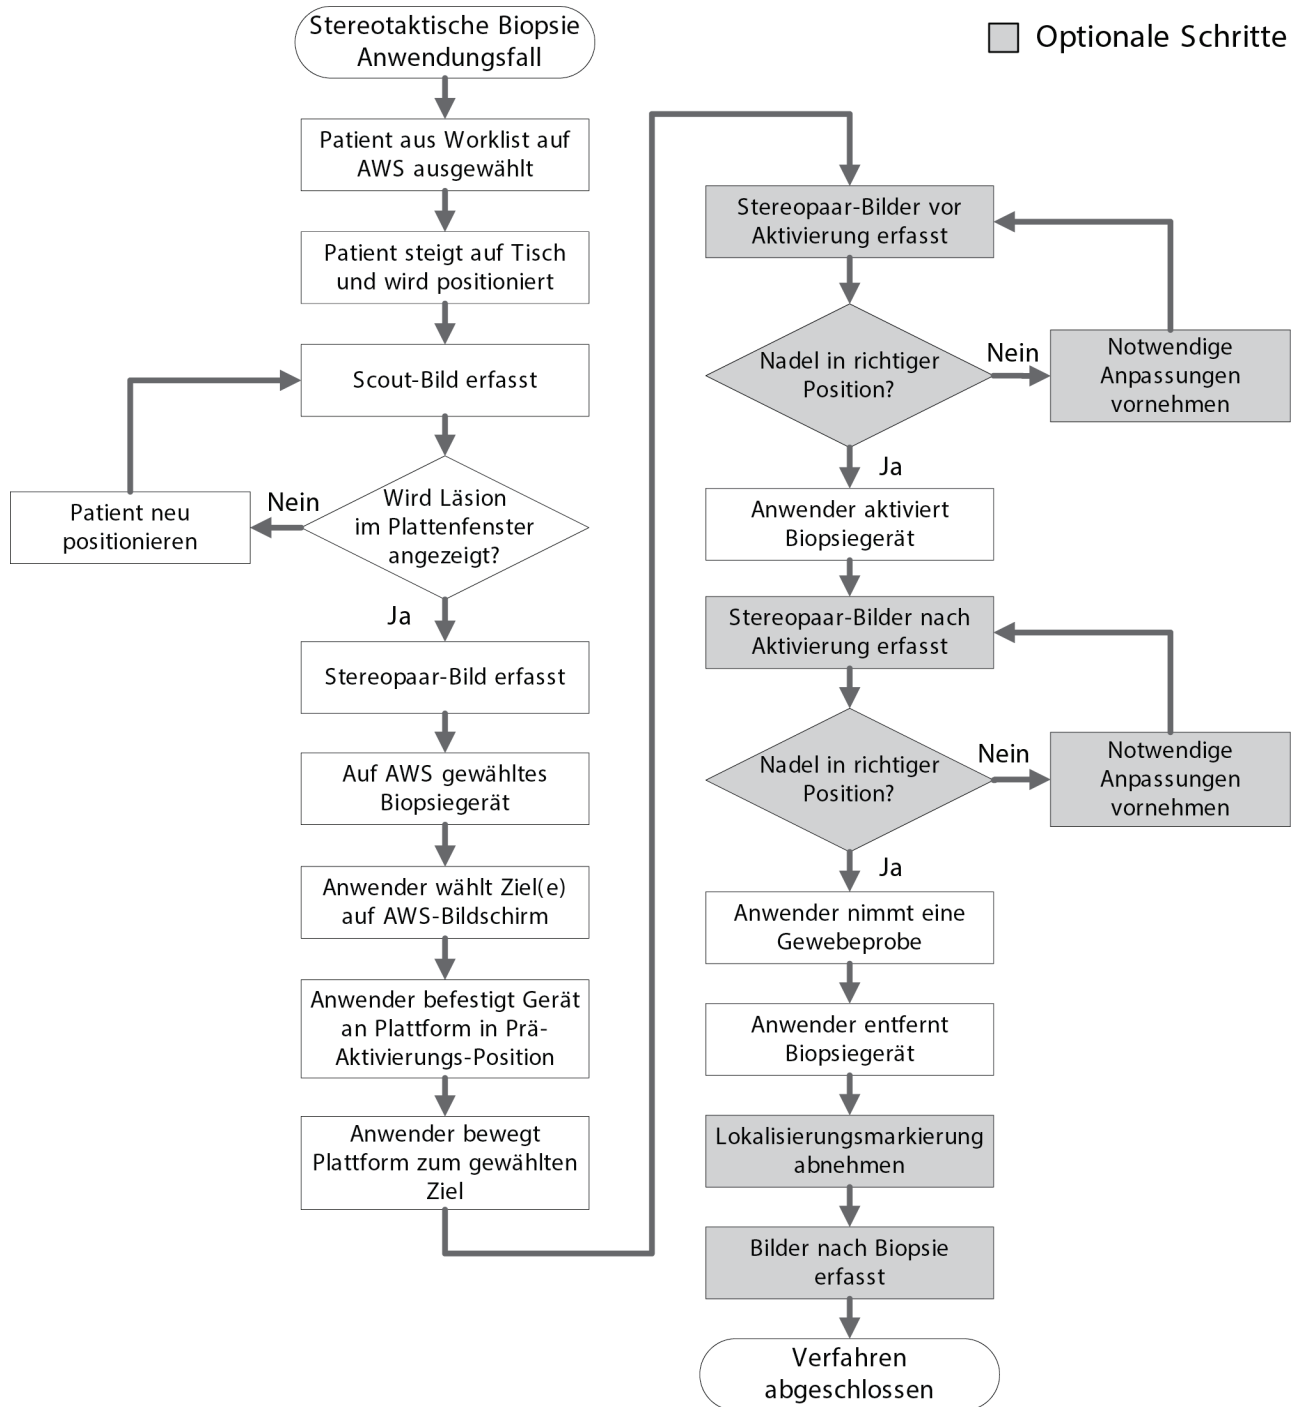 Stereotaktische Biopsie
Anwendungsfall
Optionale Schritte
Patient aus Worklist auf
AWS ausgewählt
Patient steigt auf Tisch
und wird positioniert
Scout-Bild erfasst
Wird Läsion
im Plattenfenster
angezeigt?
Nein
Patient neu
positionieren
Ja
Stereopaar-Bild erfasst
Auf AWS gewähltes
Biopsiegerät
Anwender wählt Ziel(e)
auf AWS-Bildschirm
Anwender befestigt Gerät
an Plattform in Prä-
Aktivierungs-Position
Anwender bewegt
Plattform zum gewählten
Ziel
Stereopaar-Bilder vor
Aktivierung erfasst
Nadel in richtiger
Position?
Nein
Notwendige
Anpassungen
vornehmen
Ja
Anwender aktiviert
Biopsiegerät
Stereopaar-Bilder nach
Aktivierung erfasst
Nadel in richtiger
Position?
Nein
Notwendige
Anpassungen
vornehmen
Ja
Anwender nimmt eine
Gewebeprobe
Anwender entfernt
Biopsiegerät
Lokalisierungsmarkierung
abnehmen
Bilder nach Biopsie
erfasst
Verfahren
abgeschlossen